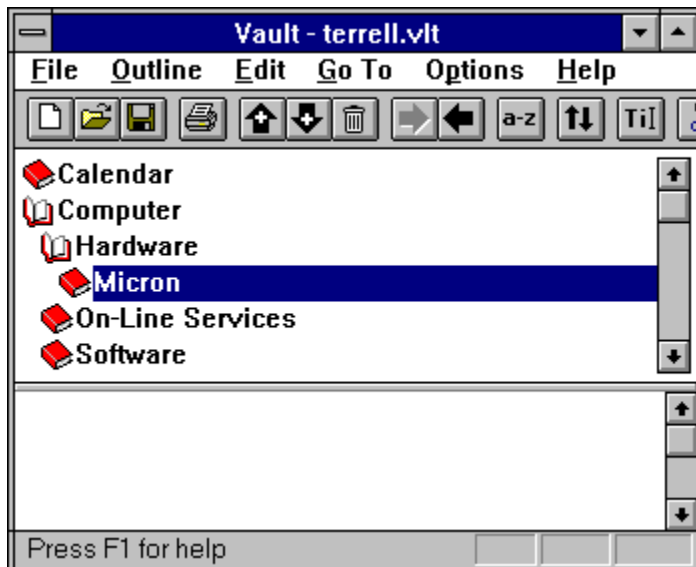 Vault - terrell.vlt
File Outline Edit Go To Options Help
a-z Ti
Calendar
Computer
Hardware
Micron
On-Line Services
Software
Press F1 for help